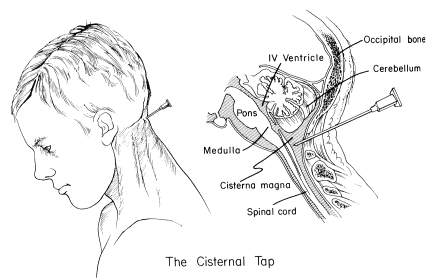 Occipital bone
IV Ventricle
Cerebellum
Pons
Medulla
Cisterna magna
Spinal cord
The Cisternal Tap